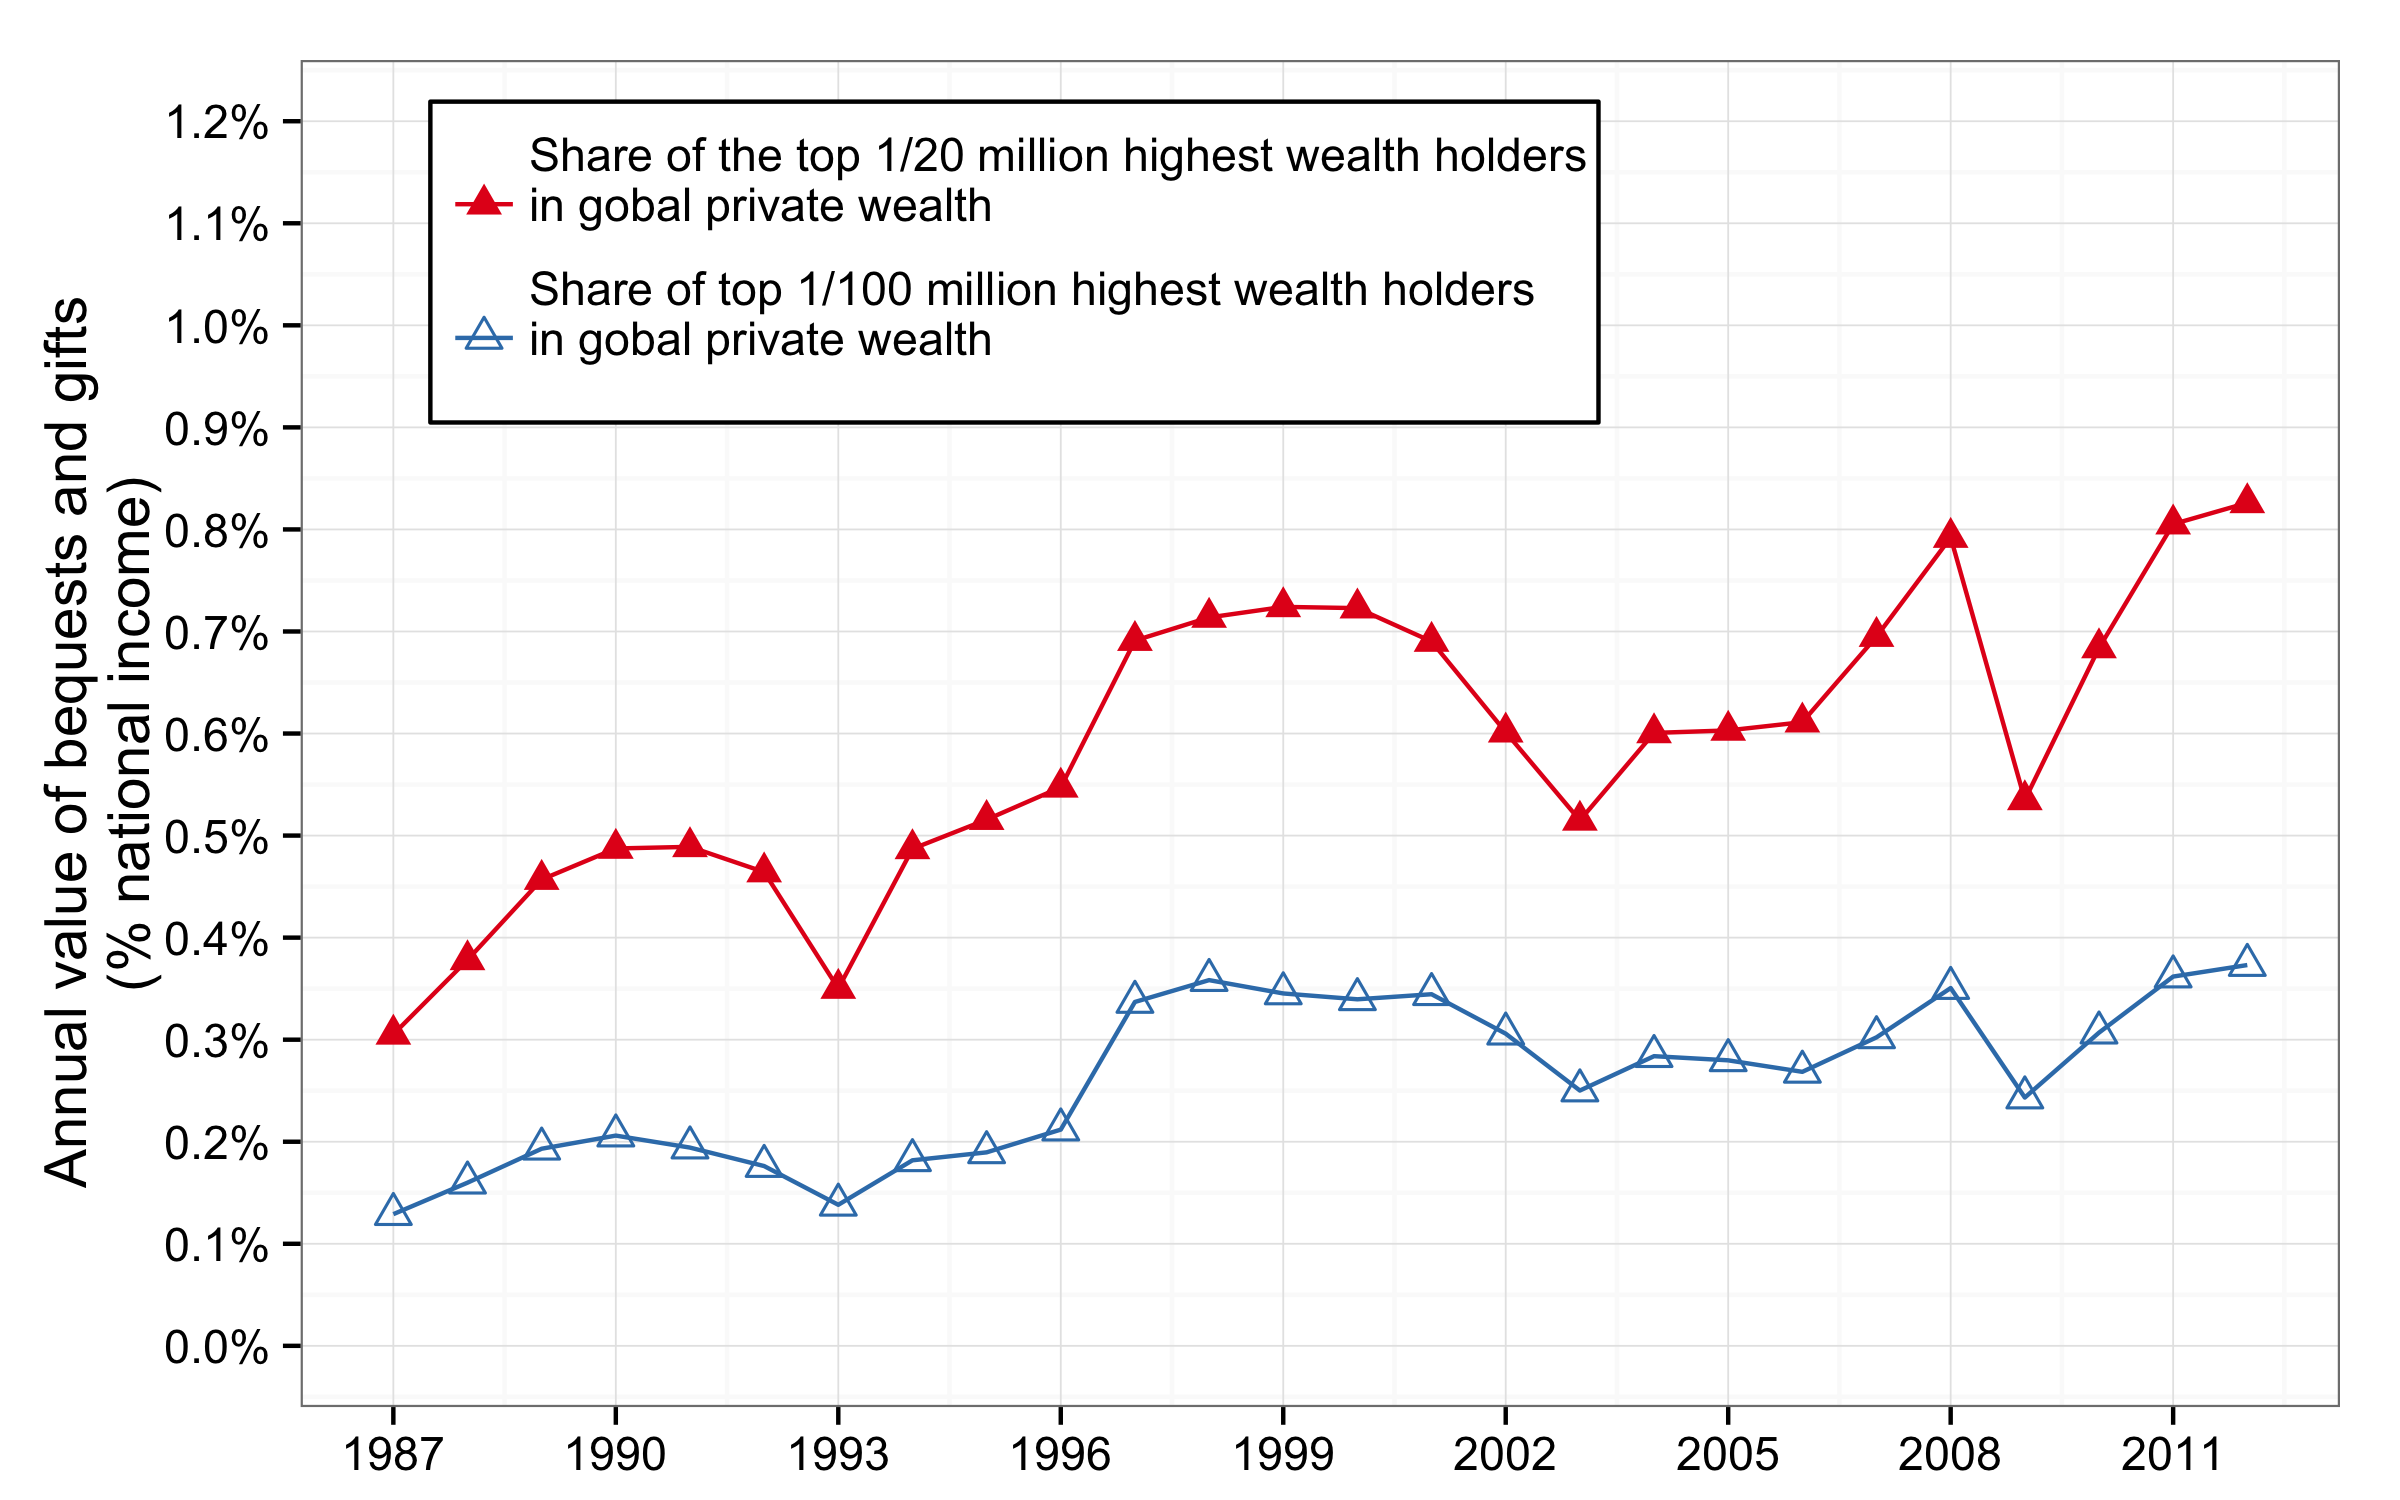 Share of the top 1/20 million highest wealth holders
in gobal private wealth
Share of top 1/100 million highest wealth holders
in gobal private wealth
Annual value of bequests and gifts
(% national income)
1.2%
1.1%
1.0%
0.9%
0.8%
0.7%
0.6%
0.5%
0.4%
0.3%
0.2%
0.1%
0.0%
1987 1990 1993 1996 1999 2002 2005 2008 2011